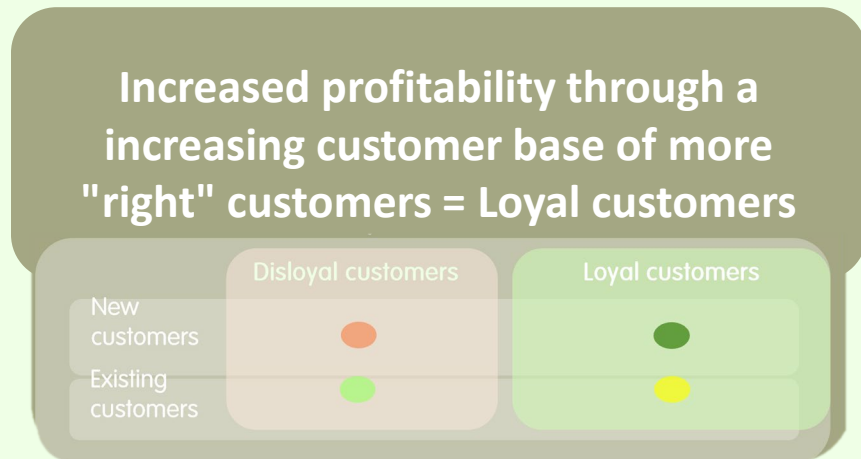 Increased profitability through a
increasing customer base of more
"right" customers = Loyal customers
Disloyal customers
Loyal customers
New
customers
Existing
customers